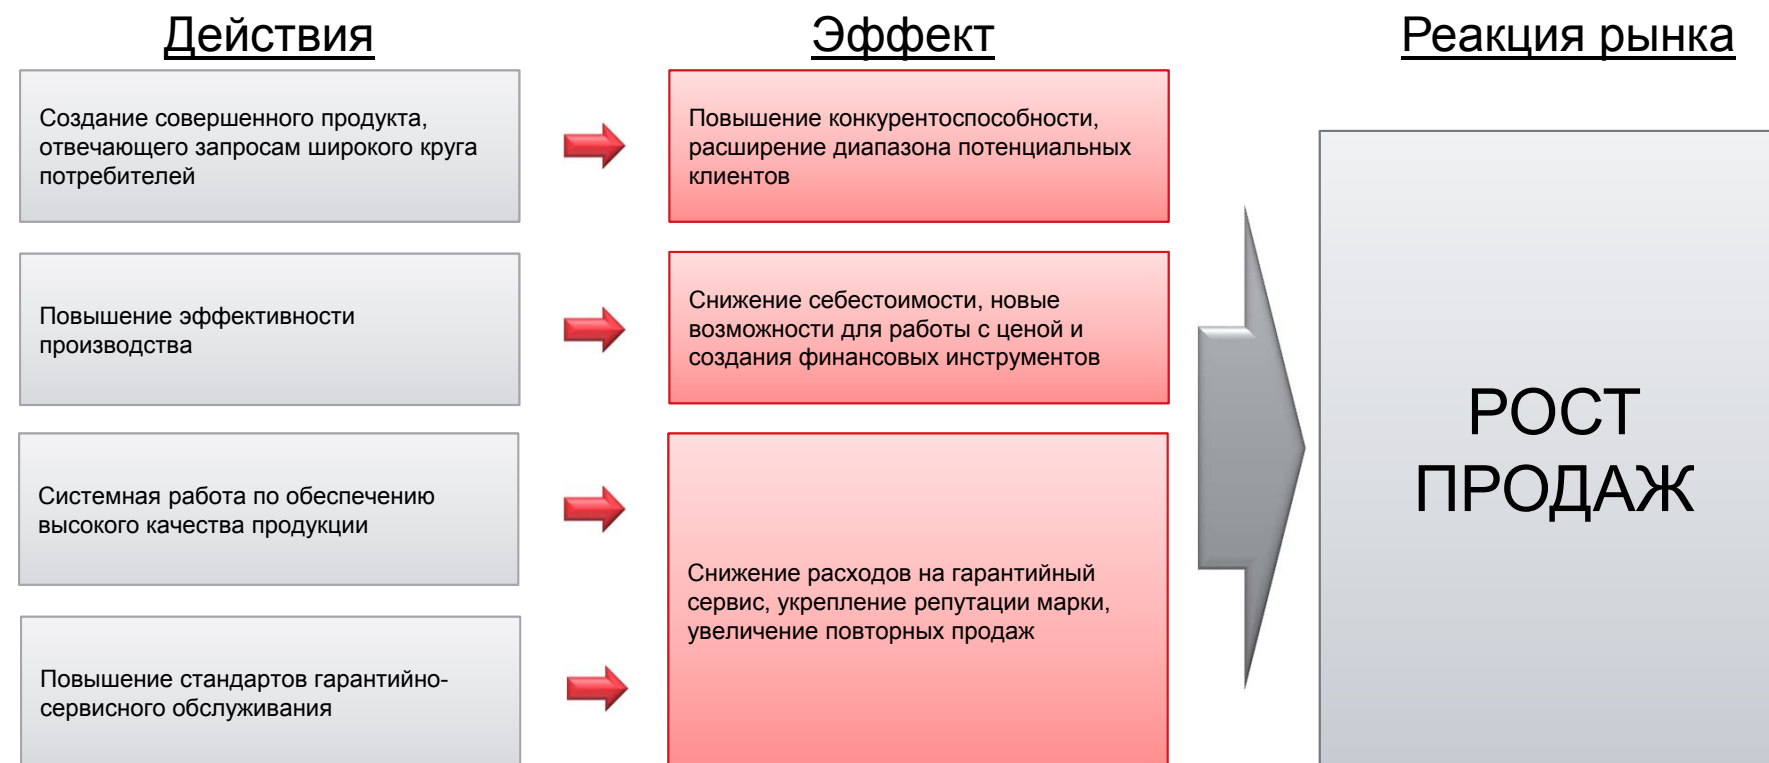 Действия
Эффект
Реакция рынка
Создание совершенного продукта,
отвечающего запросам широкого круга
потребителей
Повышение конкурентоспособности,
расширение диапазона потенциальных
клиентов
Повышение эффективности
производства
Снижение себестоимости, новые
возможности для работы с ценой и
создания финансовых инструментов
Системная работа по обеспечению
высокого качества продукции
Повышение стандартов гарантийно-
сервисного обслуживания
Снижение расходов на гарантийный
сервис, укрепление репутации марки,
увеличение повторных продаж
РОСТ
ПРОДАЖ